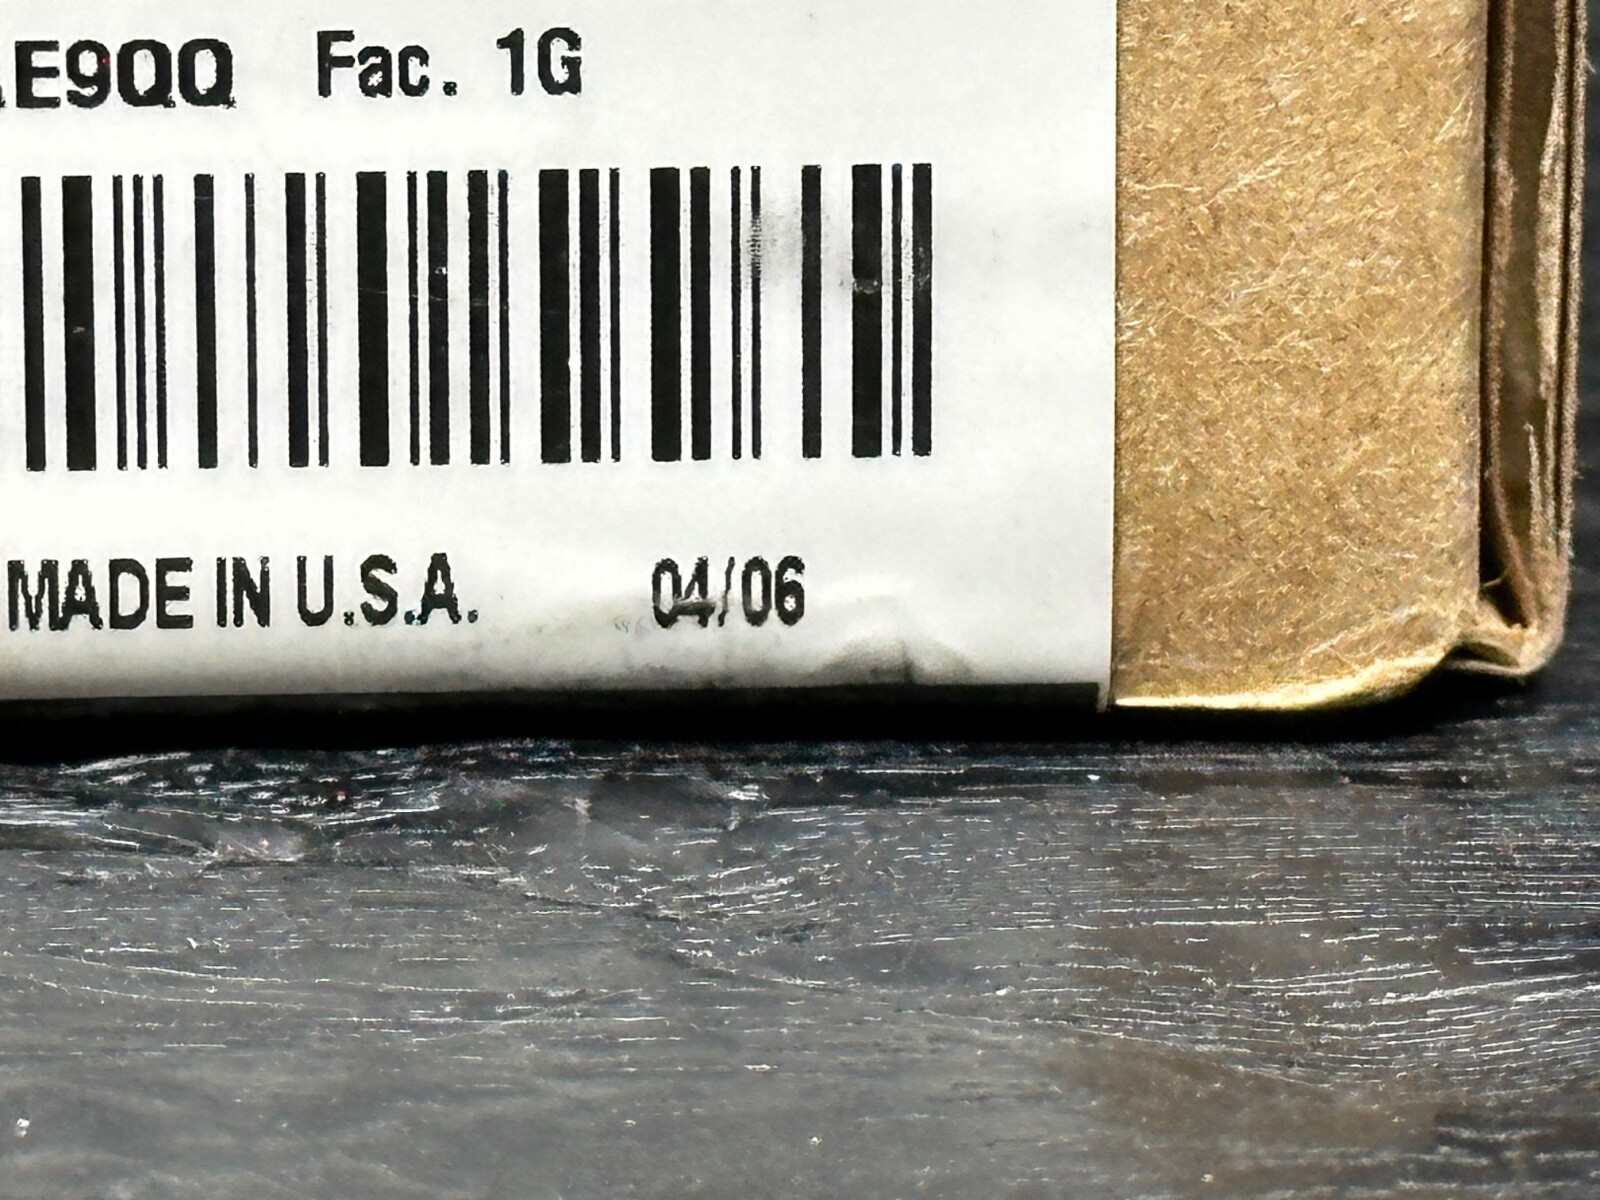 E9QQ Fac. 1G
MADE IN U.S.A. 04/06